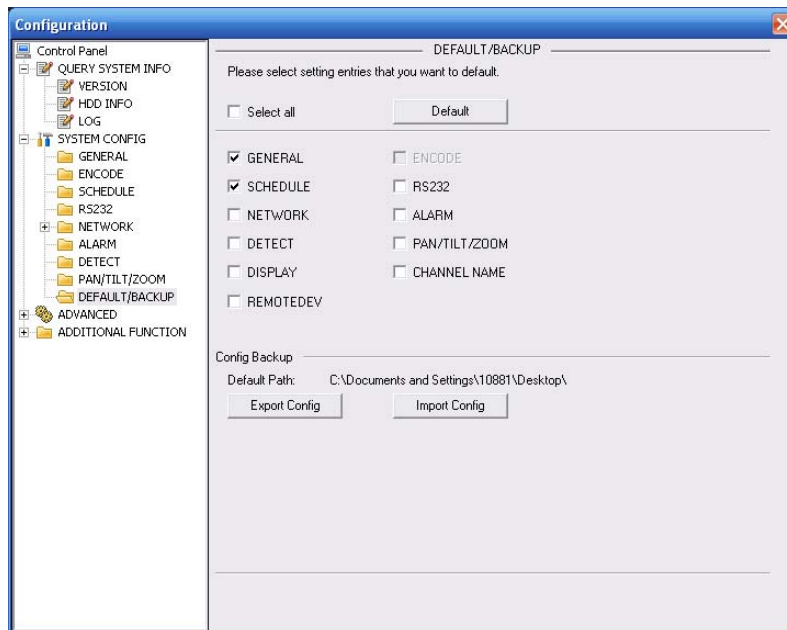 Configuration
Control Panel
QUERY SYSTEM INFO
VERSION
HDD INFO
LOG
SYSTEM CONFIG
GENERAL
ENCODE
SCHEDULE
RS232
NETWORK
ALARM
DETECT
PAN/TILT/ZOOM
DEFAULT/BACKUP
ADVANCED
ADDITIONAL FUNCTION
DEFAULT/BACKUP
Please select setting entries that you want to default.
Select all Default
GENERAL ENCODE
SCHEDULE RS232
NETWORK ALARM
DETECT PAN/TILT/ZOOM
DISPLAY CHANNEL NAME
REMOTEDEV
Config Backup
Default Path: C:\Documents and Settings\10881\Desktop\
Export Config Import Config